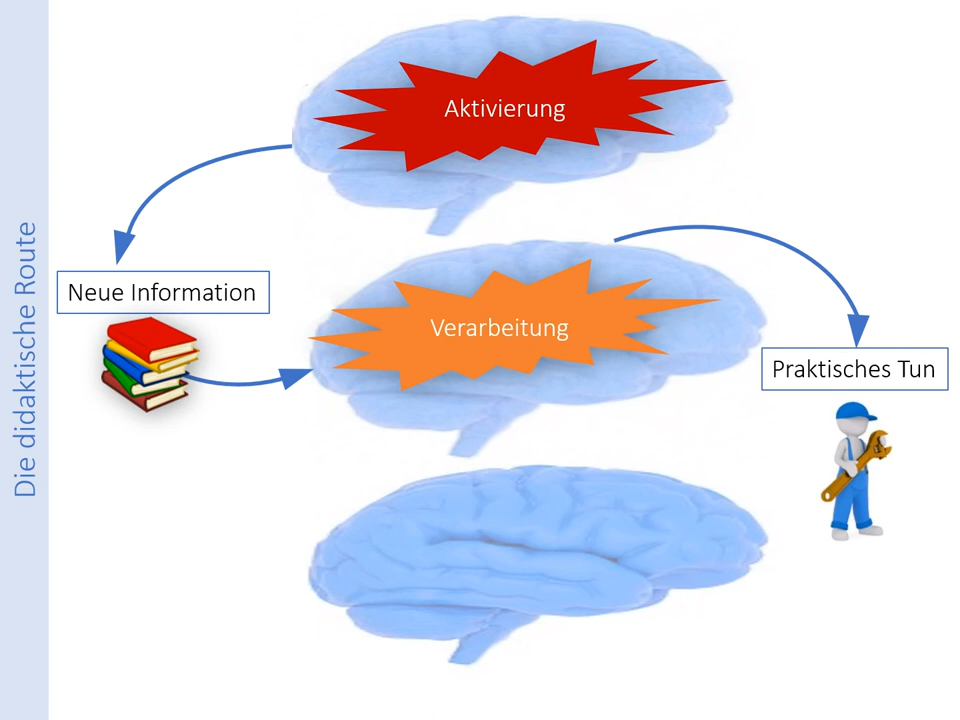 Die didaktische Route
Aktivierung
Neue Information
Verarbeitung
Praktisches Tun